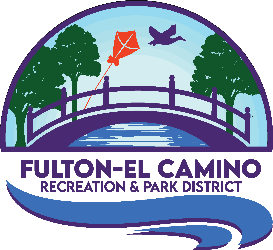 FULTON-EL CAMINO
RECREATION & PARK DISTRICT